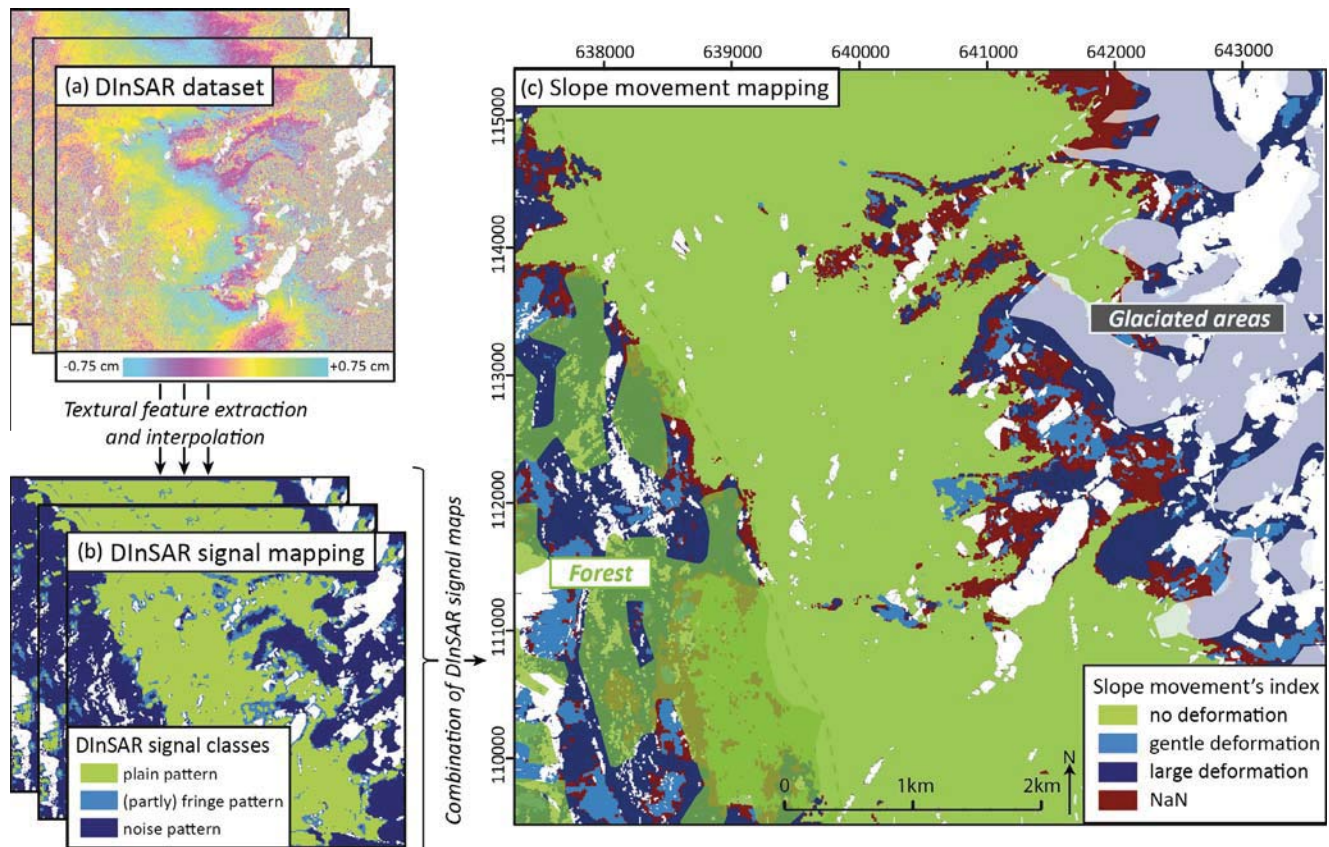 (a) DInSAR dataset
-0.75 cm
+0.75 cm
Textural feature extraction
and interpolation
(b) DInSAR signal mapping
DInSAR signal classes
plain pattern
(partly) fringe pattern
noise pattern
Combination of DInSAR signal maps
638000
639000
640000
641000
642000
643000
(c) Slope movement mapping
115000
114000
113000
112000
111000
110000
Glaciated areas
Forest
Slope movement's index
no deformation
gentle deformation
large deformation
NaN
0
1km
2km
N